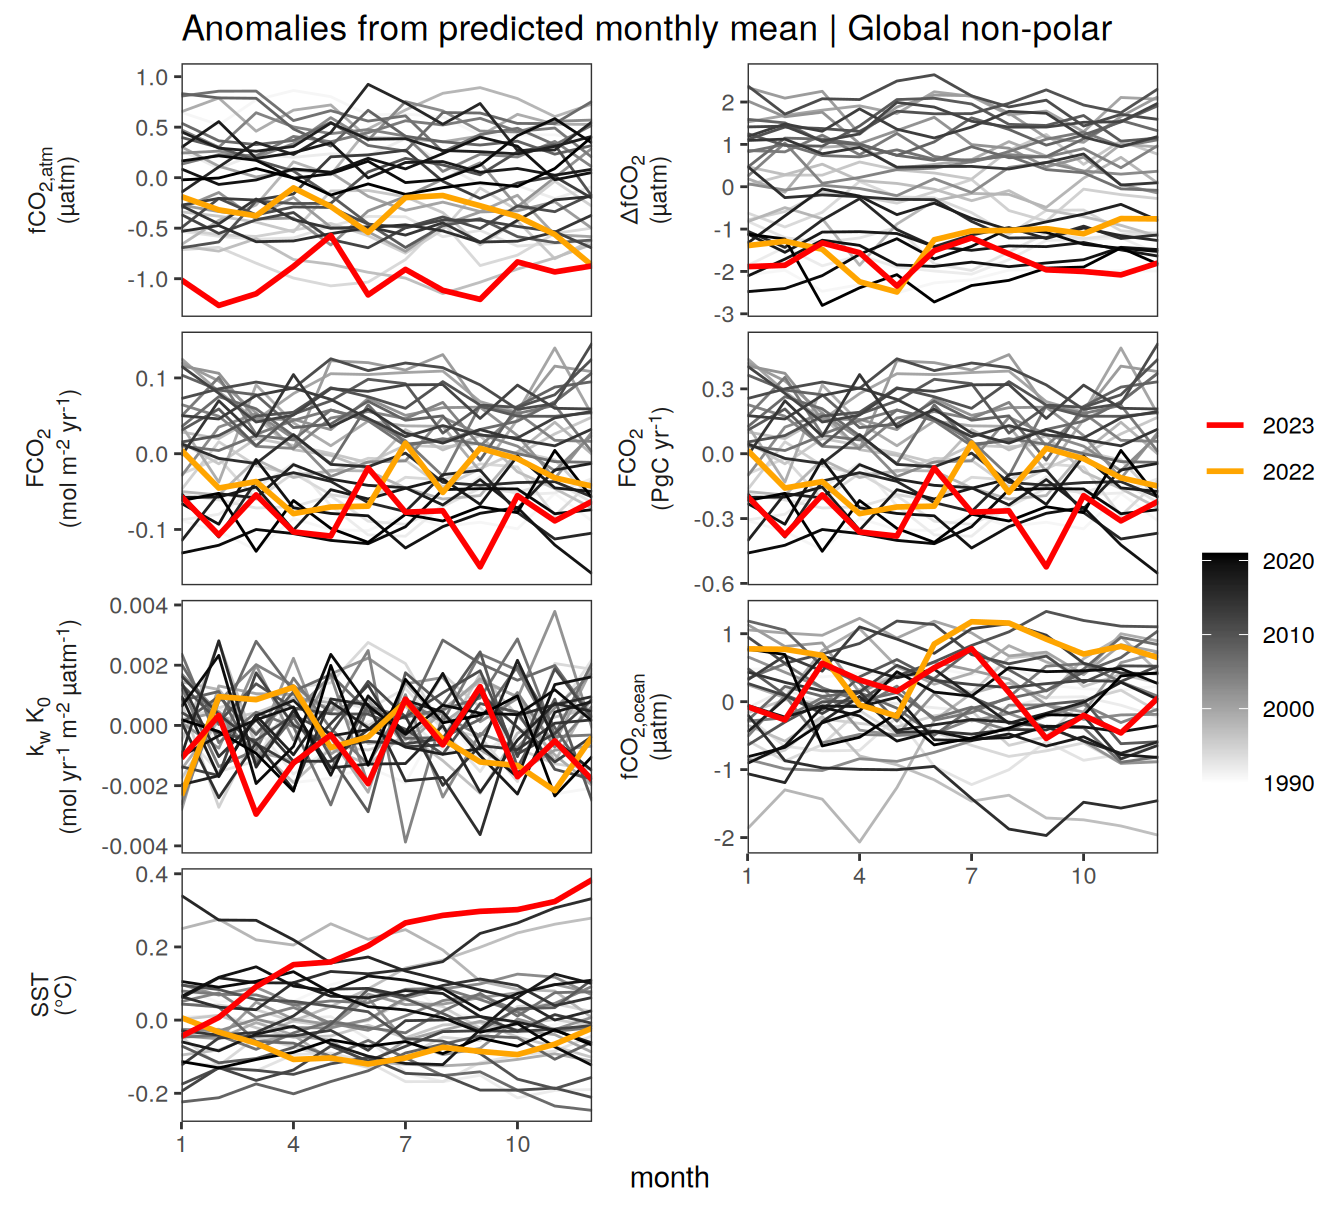 Anomalies from predicted monthly mean | Global non-polar
fCO2,atm
(µatm)
1.0
0.5
0.0
-0.5
-1.0
ΔfCO2
(µatm)
2
1
0
-1
-2
-3
FCO2
(mol m-2 yr-1)
0.1
0.0
-0.1
FCO2
(PgC yr-1)
0.3
0.0
-0.3
-0.6
kw K0
(mol yr-1 m-2 µatm-1)
0.004
0.002
0.000
-0.002
-0.004
fCO2,ocean
(µatm)
1
0
-1
-2
1 4 7 10
SST
(°C)
0.4
0.2
0.0
-0.2
1 4 7 10
month
2023
2022
2020
2010
2000
1990